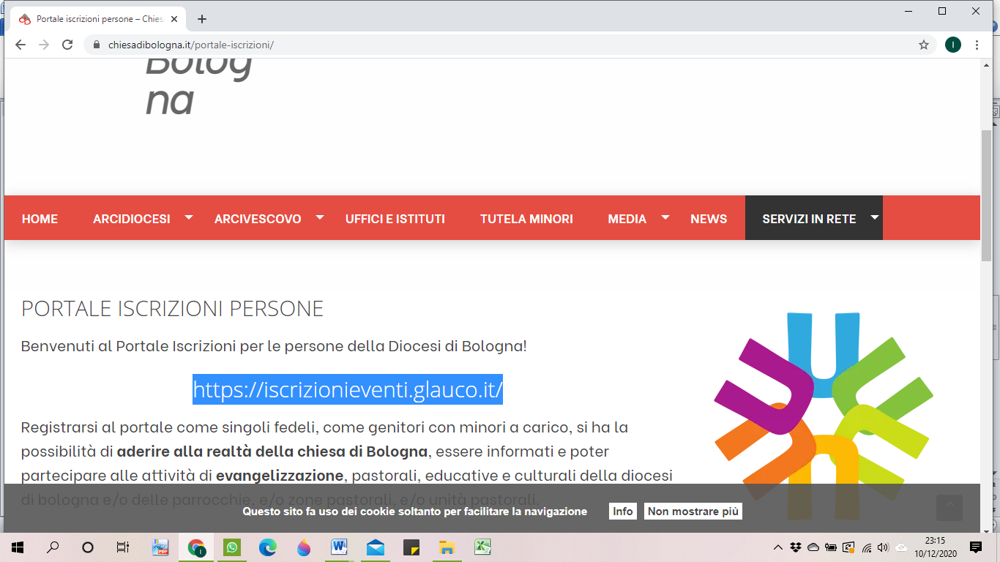 Portale iscrizioni persone – Chies
chiesadibologna.it/portale-iscrizioni/
I
Bolog
na
HOME ARCIDIOCESI ARCIVESCOVO UFFICI E ISTITUTI TUTELA MINORI MEDIA NEWS SERVIZI IN RETE
PORTALE ISCRIZIONI PERSONE
Benvenuti al Portale Iscrizioni per le persone della Diocesi di Bologna!
https://iscrizionieventi.glauco.it/
Registrarsi al portale come singoli fedeli, come genitori con minori a carico, si ha la
possibilità di aderire alla realtà della chiesa di Bologna, essere informati e poter
partecipare alle attività di evangelizzazione, pastorali, educative e culturali della diocesi
di bologna e/o delle parrocchie, e/o zone pastorali, e/o unità pastorali.
Questo sito fa uso dei cookie soltanto per facilitare la navigazione Info Non mostrare più
23:15
10/12/2020